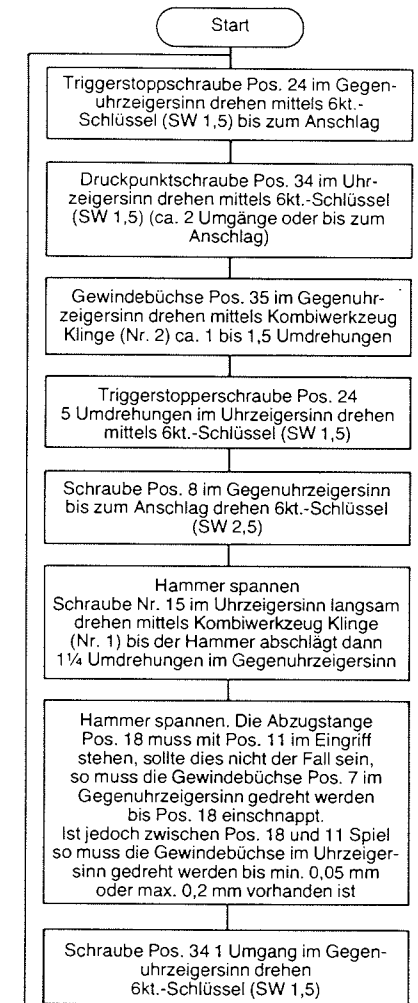 Start
Triggerstoppschraube Pos. 24 im Gegen-
uhrzeigersinn drehen mittels 6kt.-
Schlüssel (SW 1,5) bis zum Anschlag
Druckpunktschraube Pos. 34 im Uhr-
zeigersinn drehen mittels 6kt.-Schlüssel
(SW 1,5) (ca. 2 Umgänge oder bis zum
Anschlag)
Gewindebüchse Pos. 35 im Gegenuhr-
zeigersinn drehen mittels Kombiwerkzeug
Klinge (Nr. 2) ca. 1 bis 1,5 Umdrehungen
Triggerstopperschraube Pos. 24
5 Umdrehungen im Uhrzeigersinn drehen
mittels 6kt.-Schlüssel (SW 1,5)
Schraube Pos. 8 im Gegenuhrzeigersinn
bis zum Anschlag drehen 6kt.-Schlüssel
(SW 2,5)
Hammer spannen
Schraube Nr. 15 im Uhrzeigersinn langsam
drehen mittels Kombiwerkzeug Klinge
(Nr. 1) bis der Hammer abschlägt dann
1¼ Umdrehungen im Gegenuhrzeigersinn
Hammer spannen. Die Abzugstange
Pos. 18 muss mit Pos. 11 im Eingriff
stehen, sollte dies nicht der Fall sein,
so muss die Gewindebüchse Pos. 7 im
Gegenuhrzeigersinn gedreht werden
bis Pos. 18 einschnappt.
Ist jedoch zwischen Pos. 18 und 11 Spiel
so muss die Gewindebüchse im Uhrzeiger-
sinn gedreht werden bis min. 0,05 mm
oder max. 0,2 mm vorhanden ist
Schraube Pos. 34 1 Umgang im Gegen-
uhrzeigersinn drehen
6kt.-Schlüssel (SW 1,5)